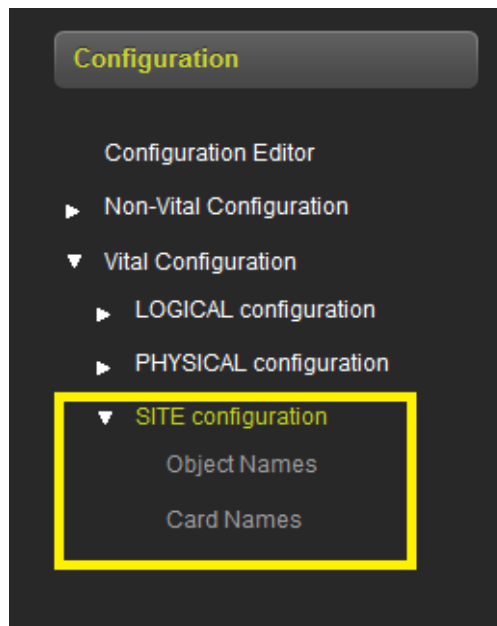 Configuration
Configuration Editor
Non-Vital Configuration
Vital Configuration
LOGICAL configuration
PHYSICAL configuration
SITE configuration
Object Names
Card Names